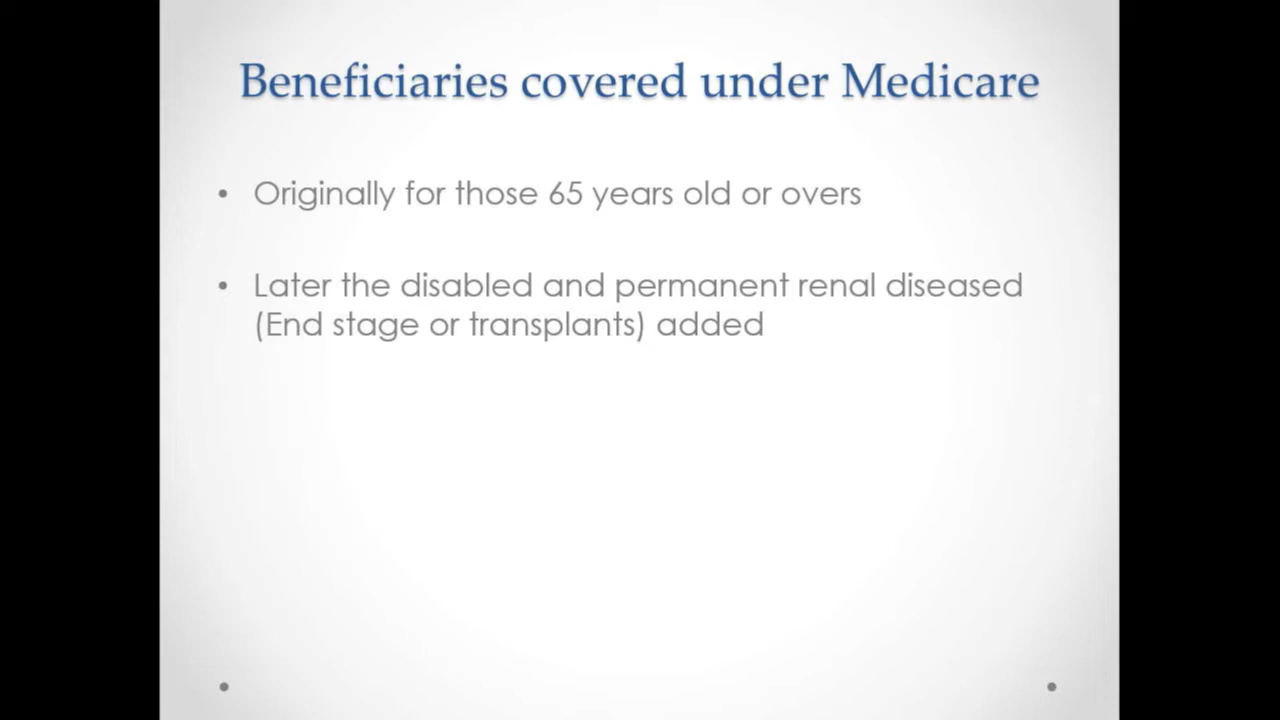 Beneficiaries covered under Medicare
• Originally for those 65 years old or overs
• Later the disabled and permanent renal diseased
(End stage or transplants) added